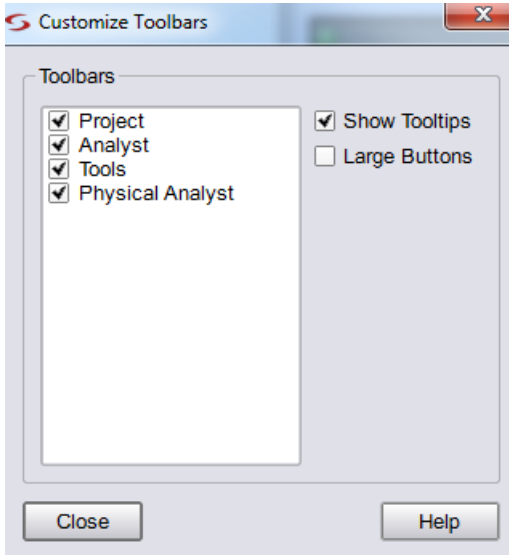 Customize Toolbars
Toolbars
Project
Analyst
Tools
Physical Analyst
Show Tooltips
Large Buttons
Close
Help